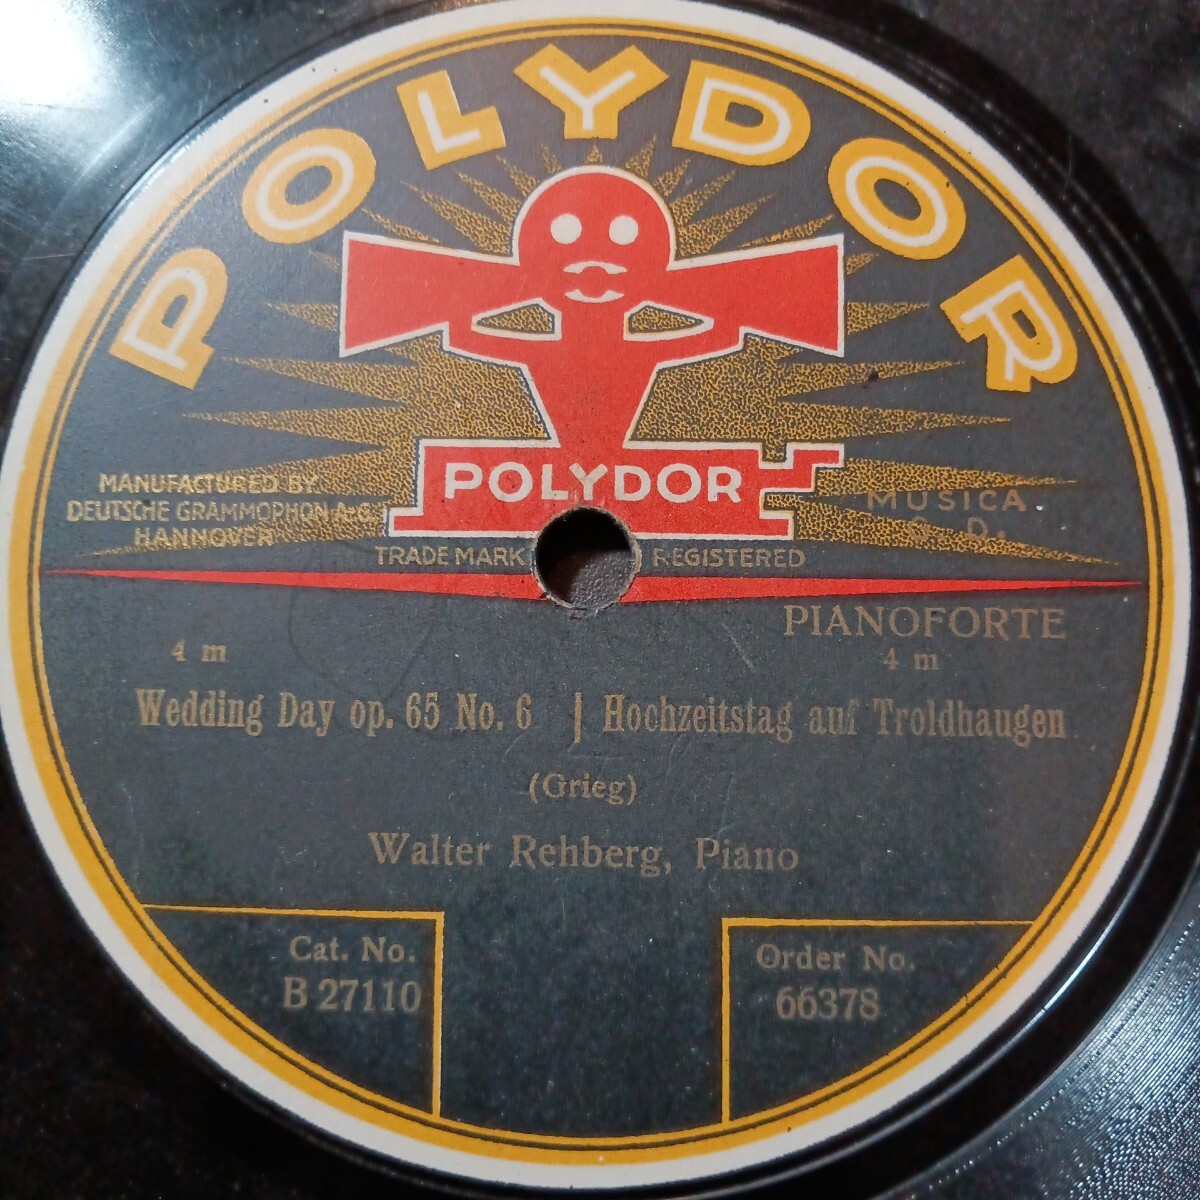 POLYDOR
POLYDOR
MANUFACTURED BY
DEUTSCHE GRAMMOPHON A-G.
HANNOVER
MUSICA
S. D.
TRADE MARK REGISTERED
PIANOFORTE
4 m
4 m
Wedding Day op. 65 No. 6 | Hochzeitstag auf Troldhaugen
(Grieg)
Walter Rehberg, Piano
Cat. No.
B 27110
Order No.
66378